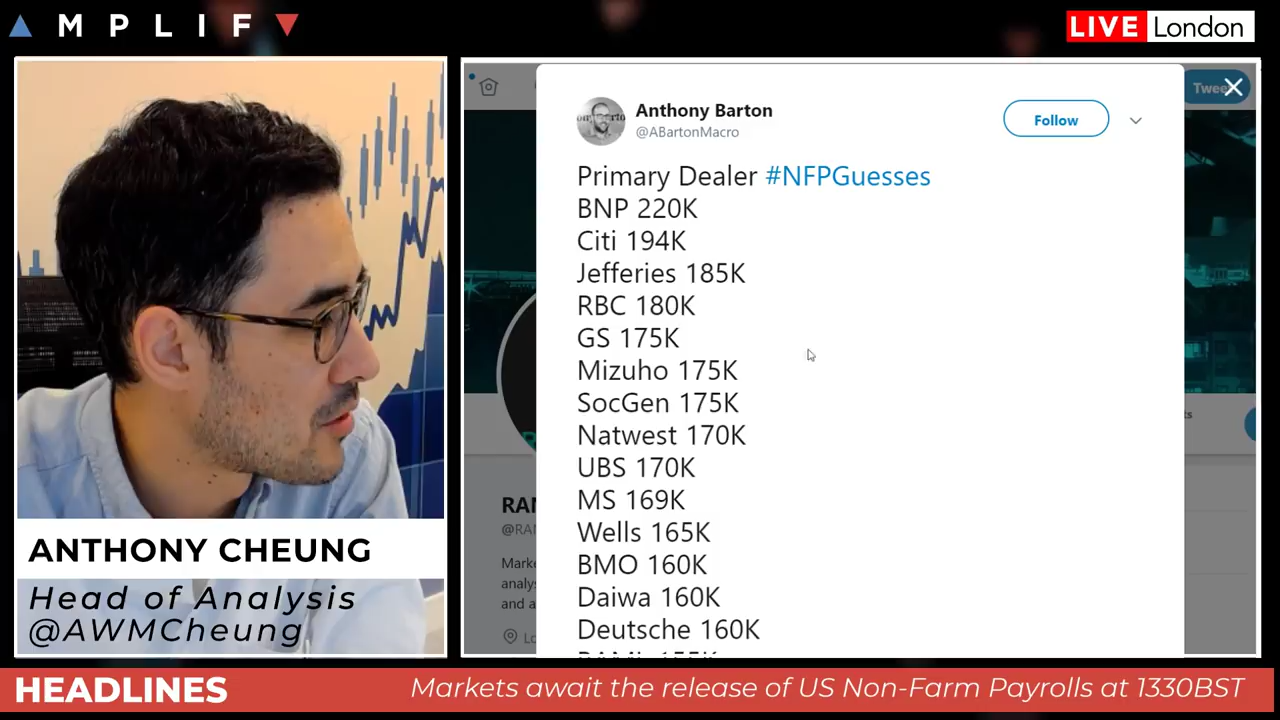 MPLIF
LIVE London
Tweet
Anthony Barton
@ABartonMacro
Follow
Primary Dealer #NFPGuesses
BNP 220K
Citi 194K
Jefferies 185K
RBC 180K
GS 175K
Mizuho 175K
SocGen 175K
Natwest 170K
UBS 170K
MS 169K
Wells 165K
BMO 160K
Daiwa 160K
Deutsche 160K
ANTHONY CHEUNG
Head of Analysis
@AWMCheung
HEADLINES
Markets await the release of US Non-Farm Payrolls at 1330BST